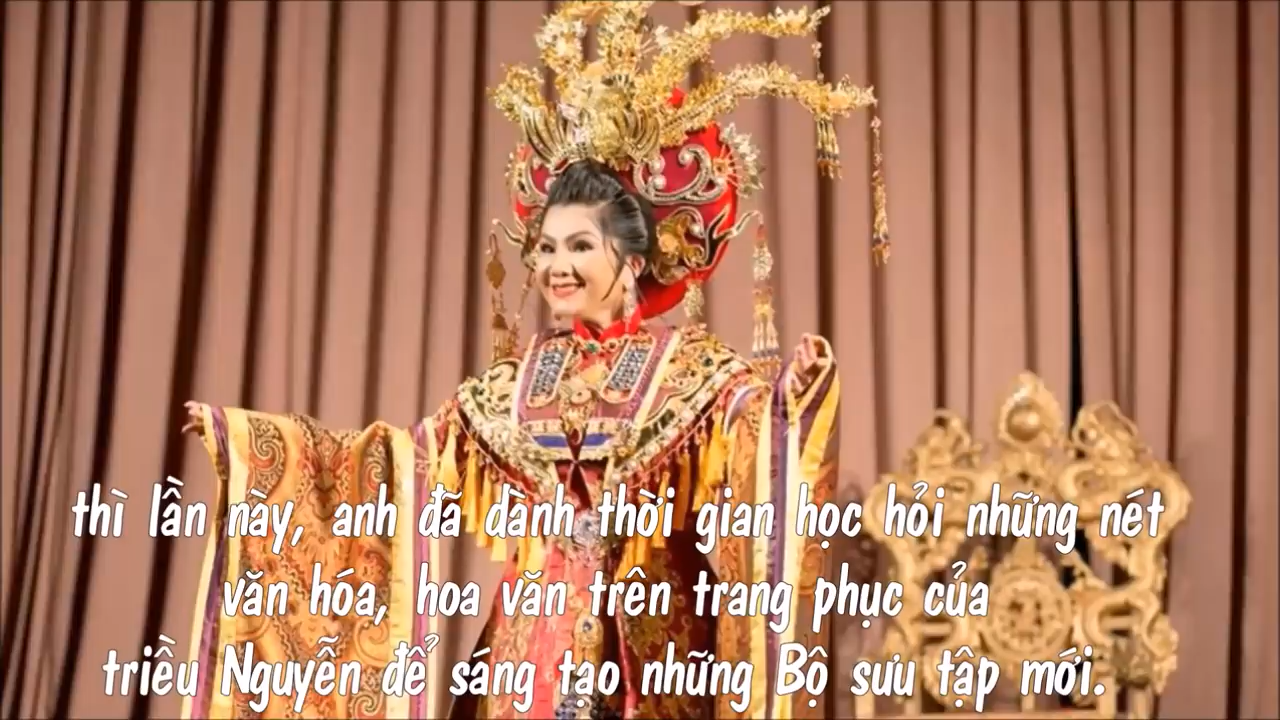 thì lần này, anh đã dành thời gian học hỏi những nét
văn hóa, hoa văn trên trang phục của
triều Nguyễn để sáng tạo những Bộ sưu tập mới.